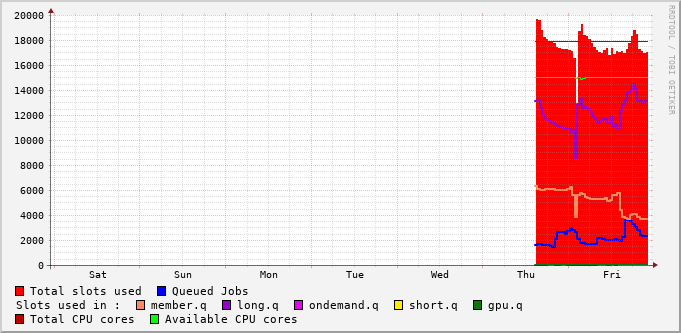 RRDTOOL / TOBI OETIKER
20000
18000
16000
14000
12000
10000
8000
6000
4000
2000
0
Sat Sun Mon Tue Wed Thu Fri
Total slots used Queued Jobs
Slots used in : member.q long.q ondemand.q short.q gpu.q
Total CPU cores Available CPU cores